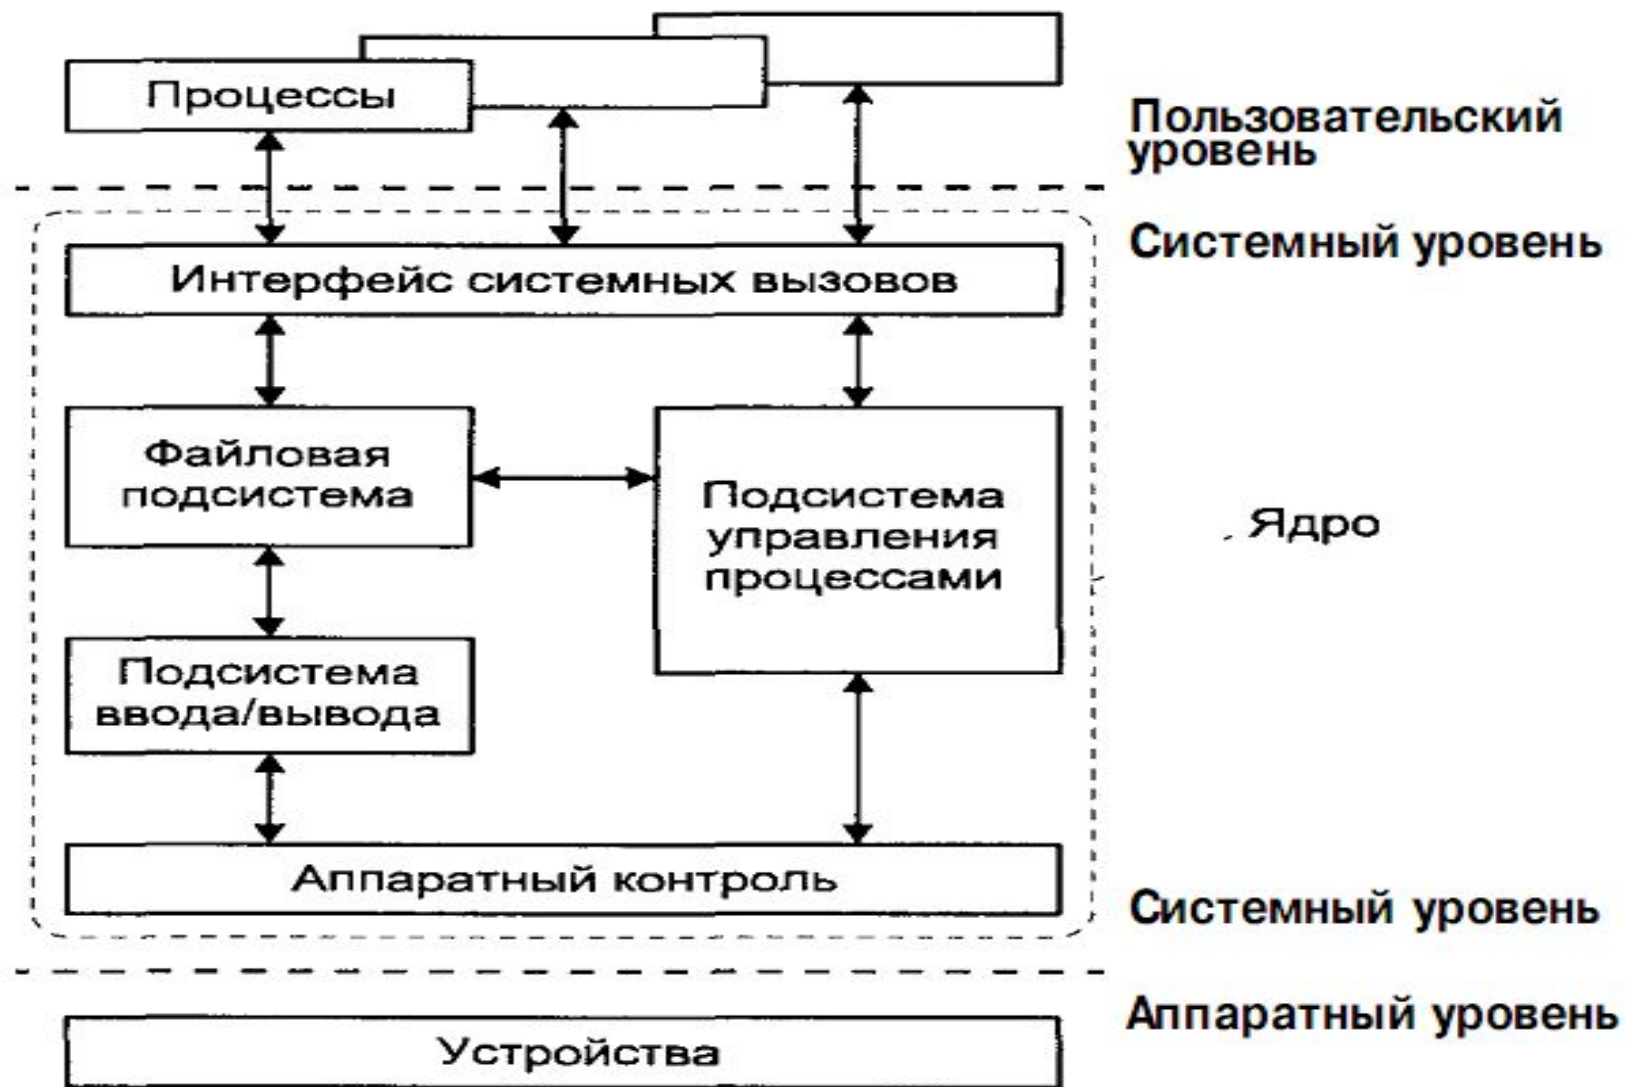 Процессы
Пользовательский
уровень
Системный уровень
Интерфейс системных вызовов
Файловая
подсистема
Подсистема
управления
процессами
Ядро
Подсистема
ввода/вывода
Аппаратный контроль
Системный уровень
Аппаратный уровень
Устройства